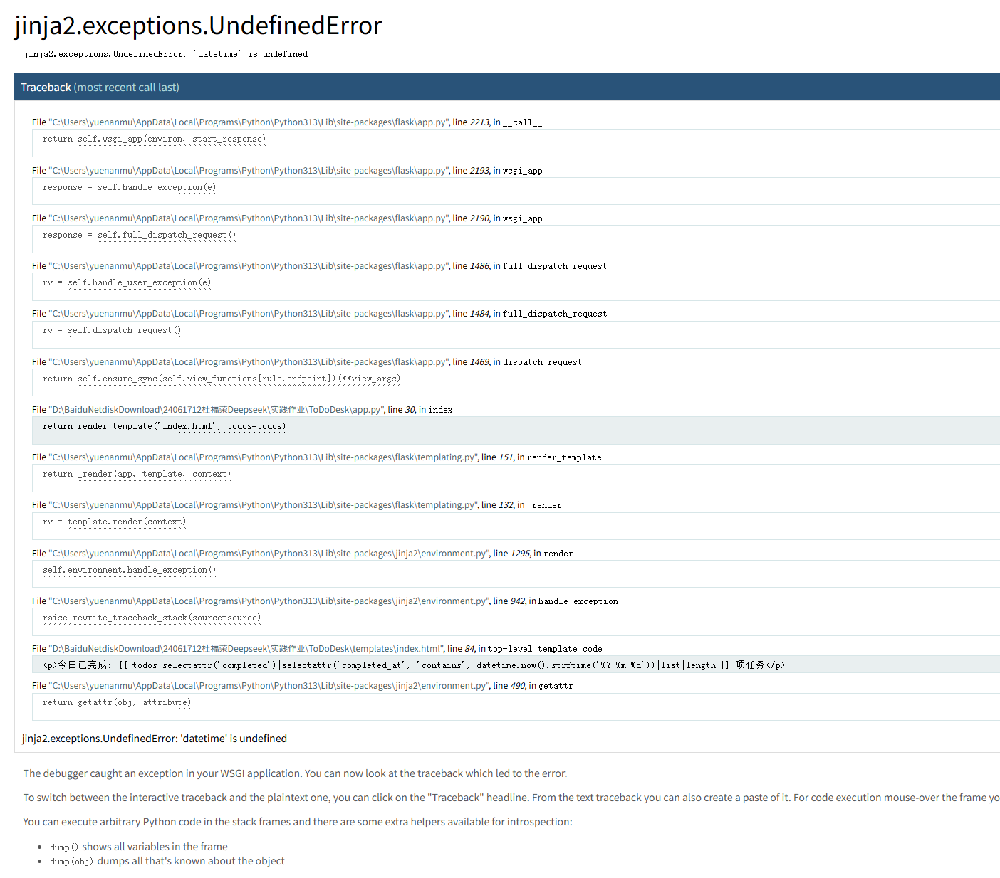 jinja2.exceptions.UndefinedError
jinja2.exceptions.UndefinedError: 'datetime' is undefined
Traceback (most recent call last)
File "C:\Users\yuenanmu\AppData\Local\Programs\Python\Python313\Lib\site-packages\flask\app.py", line 2213, in __call__
return self.wsgi_app(environ, start_response)
^^^^^^^^^^^^^^^^^^^^^^^^^^^^^^^^^^^^^^
File "C:\Users\yuenanmu\AppData\Local\Programs\Python\Python313\Lib\site-packages\flask\app.py", line 2193, in wsgi_app
response = self.handle_exception(e)
^^^^^^^^^^^^^^^^^^^^^^^^
File "C:\Users\yuenanmu\AppData\Local\Programs\Python\Python313\Lib\site-packages\flask\app.py", line 2190, in wsgi_app
response = self.full_dispatch_request()
^^^^^^^^^^^^^^^^^^^^^^^^^^^^
File "C:\Users\yuenanmu\AppData\Local\Programs\Python\Python313\Lib\site-packages\flask\app.py", line 1486, in full_dispatch_request
rv = self.handle_user_exception(e)
^^^^^^^^^^^^^^^^^^^^^^^^^^^^^
File "C:\Users\yuenanmu\AppData\Local\Programs\Python\Python313\Lib\site-packages\flask\app.py", line 1484, in full_dispatch_request
rv = self.dispatch_request()
^^^^^^^^^^^^^^^^^^^^^^^
File "C:\Users\yuenanmu\AppData\Local\Programs\Python\Python313\Lib\site-packages\flask\app.py", line 1469, in dispatch_request
return self.ensure_sync(self.view_functions[rule.endpoint])(**view_args)
^^^^^^^^^^^^^^^^^^^^^^^^^^^^^^^^^^^^^^^^^^^^^^^^^^^^^^^^^^^^^^^^^
File "D:\BaiduNetdiskDownload\24061712杜福荣Deepseek\实践作业\ToDoDesk\app.py", line 30, in index
return render_template('index.html', todos=todos)
^^^^^^^^^^^^^^^^^^^^^^^^^^^^^^^^^^^^^^^^^^
File "C:\Users\yuenanmu\AppData\Local\Programs\Python\Python313\Lib\site-packages\flask\templating.py", line 151, in render_template
return _render(app, template, context)
^^^^^^^^^^^^^^^^^^^^^^^^^^^^^^^
File "C:\Users\yuenanmu\AppData\Local\Programs\Python\Python313\Lib\site-packages\flask\templating.py", line 132, in _render
rv = template.render(context)
^^^^^^^^^^^^^^^^^^^^^^^^
File "C:\Users\yuenanmu\AppData\Local\Programs\Python\Python313\Lib\site-packages\jinja2\environment.py", line 1295, in render
self.environment.handle_exception()
^^^^^^^^^^^^^^^^^^^^^^^^^^^^^^^^^^^
File "C:\Users\yuenanmu\AppData\Local\Programs\Python\Python313\Lib\site-packages\jinja2\environment.py", line 942, in handle_exception
raise rewrite_traceback_stack(source=source)
^^^^^^^^^^^^^^^^^^^^^^^^^^^^^^^^^^^^^^^^^^^^
File "D:\BaiduNetdiskDownload\24061712杜福荣Deepseek\实践作业\ToDoDesk\templates\index.html", line 84, in top-level template code
<p>今日已完成: {{ todos|selectattr('completed')|selectattr('completed_at', 'contains', datetime.now().strftime('%Y-%m-%d'))|list|length }} 项任务</p>
File "C:\Users\yuenanmu\AppData\Local\Programs\Python\Python313\Lib\site-packages\jinja2\environment.py", line 490, in getattr
return getattr(obj, attribute)
^^^^^^^^^^^^^^^^^^^^^^^
jinja2.exceptions.UndefinedError: 'datetime' is undefined
The debugger caught an exception in your WSGI application. You can now look at the traceback which led to the error.
To switch between the interactive traceback and the plaintext one, you can click on the "Traceback" headline. From the text traceback you can also create a paste of it. For code execution mouse-over the frame yo
You can execute arbitrary Python code in the stack frames and there are some extra helpers available for introspection:
• dump() shows all variables in the frame
• dump(obj) dumps all that's known about the object